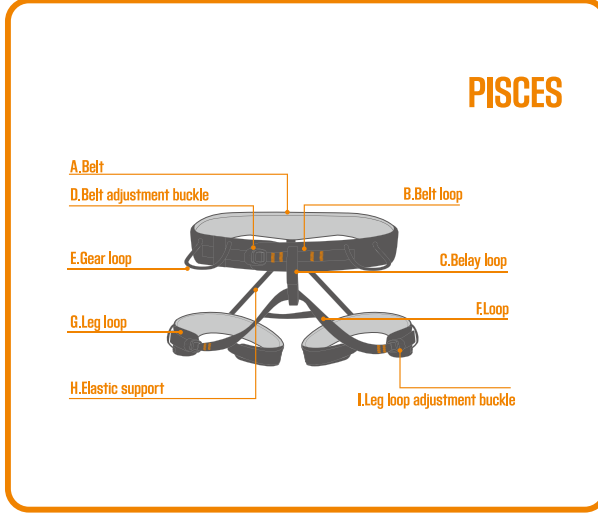 PISCES
A.Belt
D.Belt adjustment buckle
B.Belt loop
E.Gear loop
C.Belay loop
F.Loop
G.Leg loop
H.Elastic support
I.Leg loop adjustment buckle